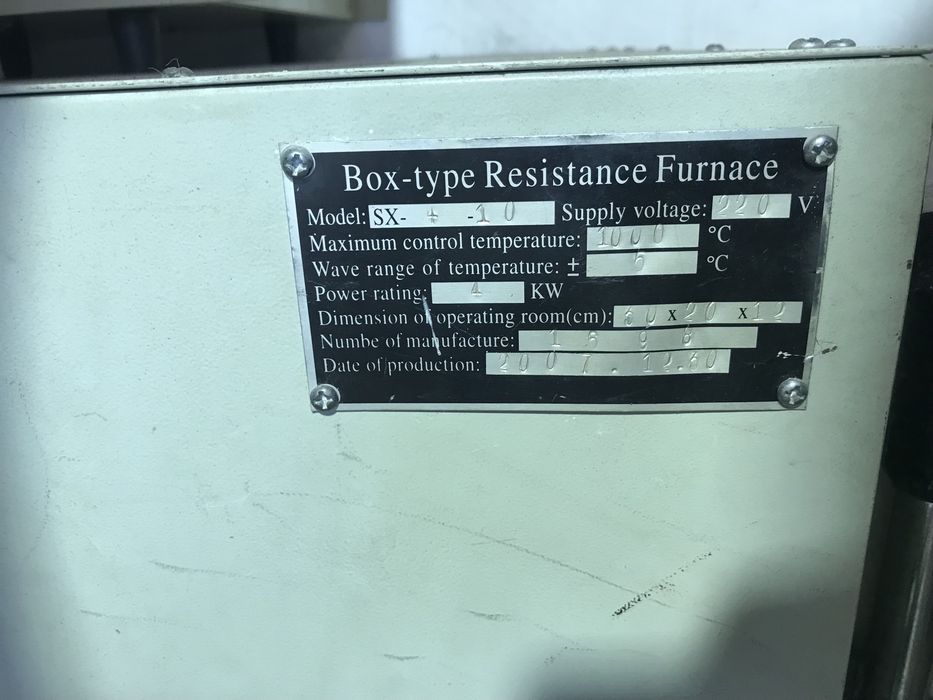 Box-type Resistance Furnace
Model: SX- 4 -10 Supply voltage: 220 V
Maximum control temperature: 1000 °C
Wave range of temperature: ± 5 °C
Power rating: 4 KW
Dimension of operating room(cm): 30 x 20 x 12
Numbe of manufacture:
Date of production: 2007.12.30